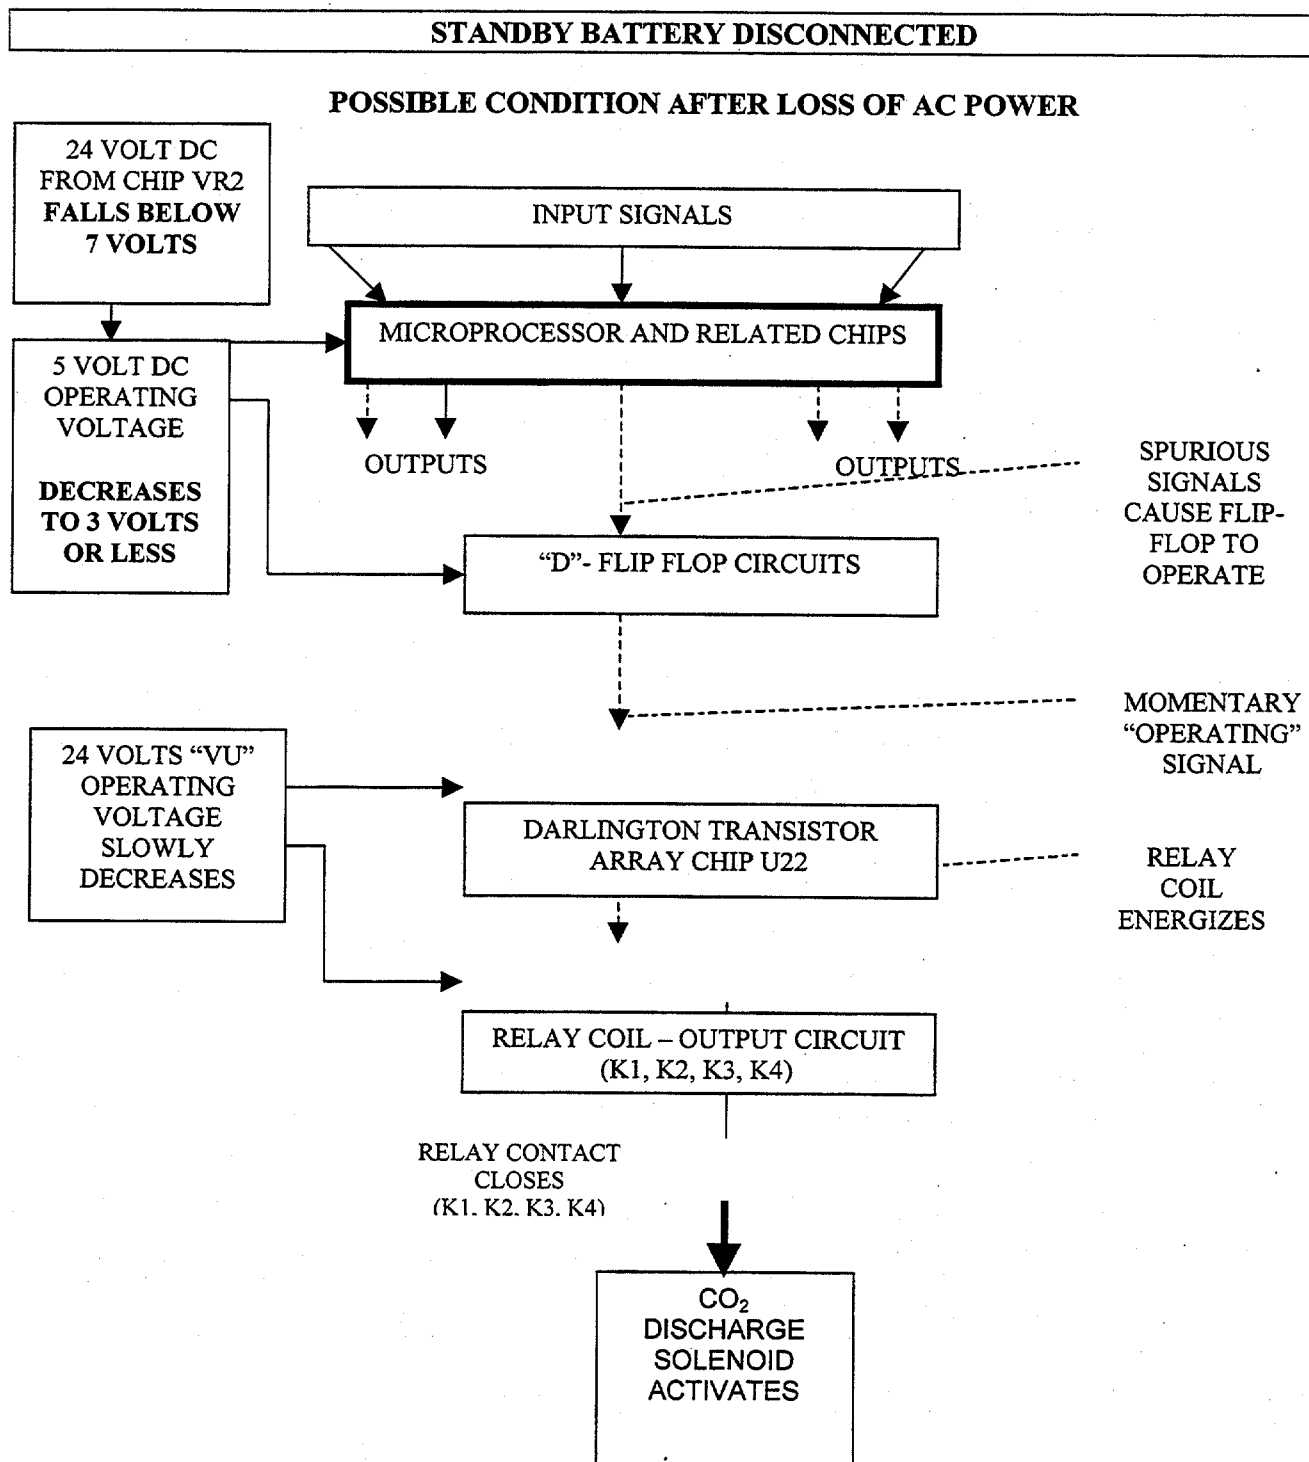 STANDBY BATTERY DISCONNECTED
POSSIBLE CONDITION AFTER LOSS OF AC POWER
24 VOLT DC
FROM CHIP VR2
FALLS BELOW
7 VOLTS
INPUT SIGNALS
MICROPROCESSOR AND RELATED CHIPS
5 VOLT DC
OPERATING
VOLTAGE
DECREASES
TO 3 VOLTS
OR LESS
OUTPUTS
OUTPUTS
SPURIOUS
SIGNALS
CAUSE FLIP-
FLOP TO
OPERATE
“D”- FLIP FLOP CIRCUITS
MOMENTARY
“OPERATING”
SIGNAL
24 VOLTS “VU”
OPERATING
VOLTAGE
SLOWLY
DECREASES
DARLINGTON TRANSISTOR
ARRAY CHIP U22
RELAY
COIL
ENERGIZES
RELAY COIL – OUTPUT CIRCUIT
(K1, K2, K3, K4)
RELAY CONTACT
CLOSES
(K1, K2, K3, K4)
CO₂
DISCHARGE
SOLENOID
ACTIVATES